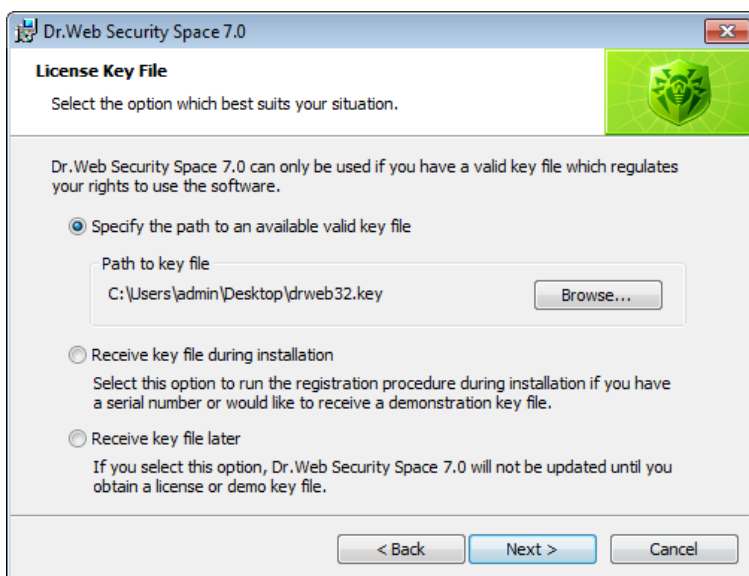 Dr.Web Security Space 7.0
License Key File
Select the option which best suits your situation.
Dr.Web Security Space 7.0 can only be used if you have a valid key file which regulates
your rights to use the software.
Specify the path to an available valid key file
Path to key file
C:\Users\admin\Desktop\drweb32.key
Browse...
Receive key file during installation
Select this option to run the registration procedure during installation if you have
a serial number or would like to receive a demonstration key file.
Receive key file later
If you select this option, Dr.Web Security Space 7.0 will not be updated until you
obtain a license or demo key file.
< Back
Next >
Cancel